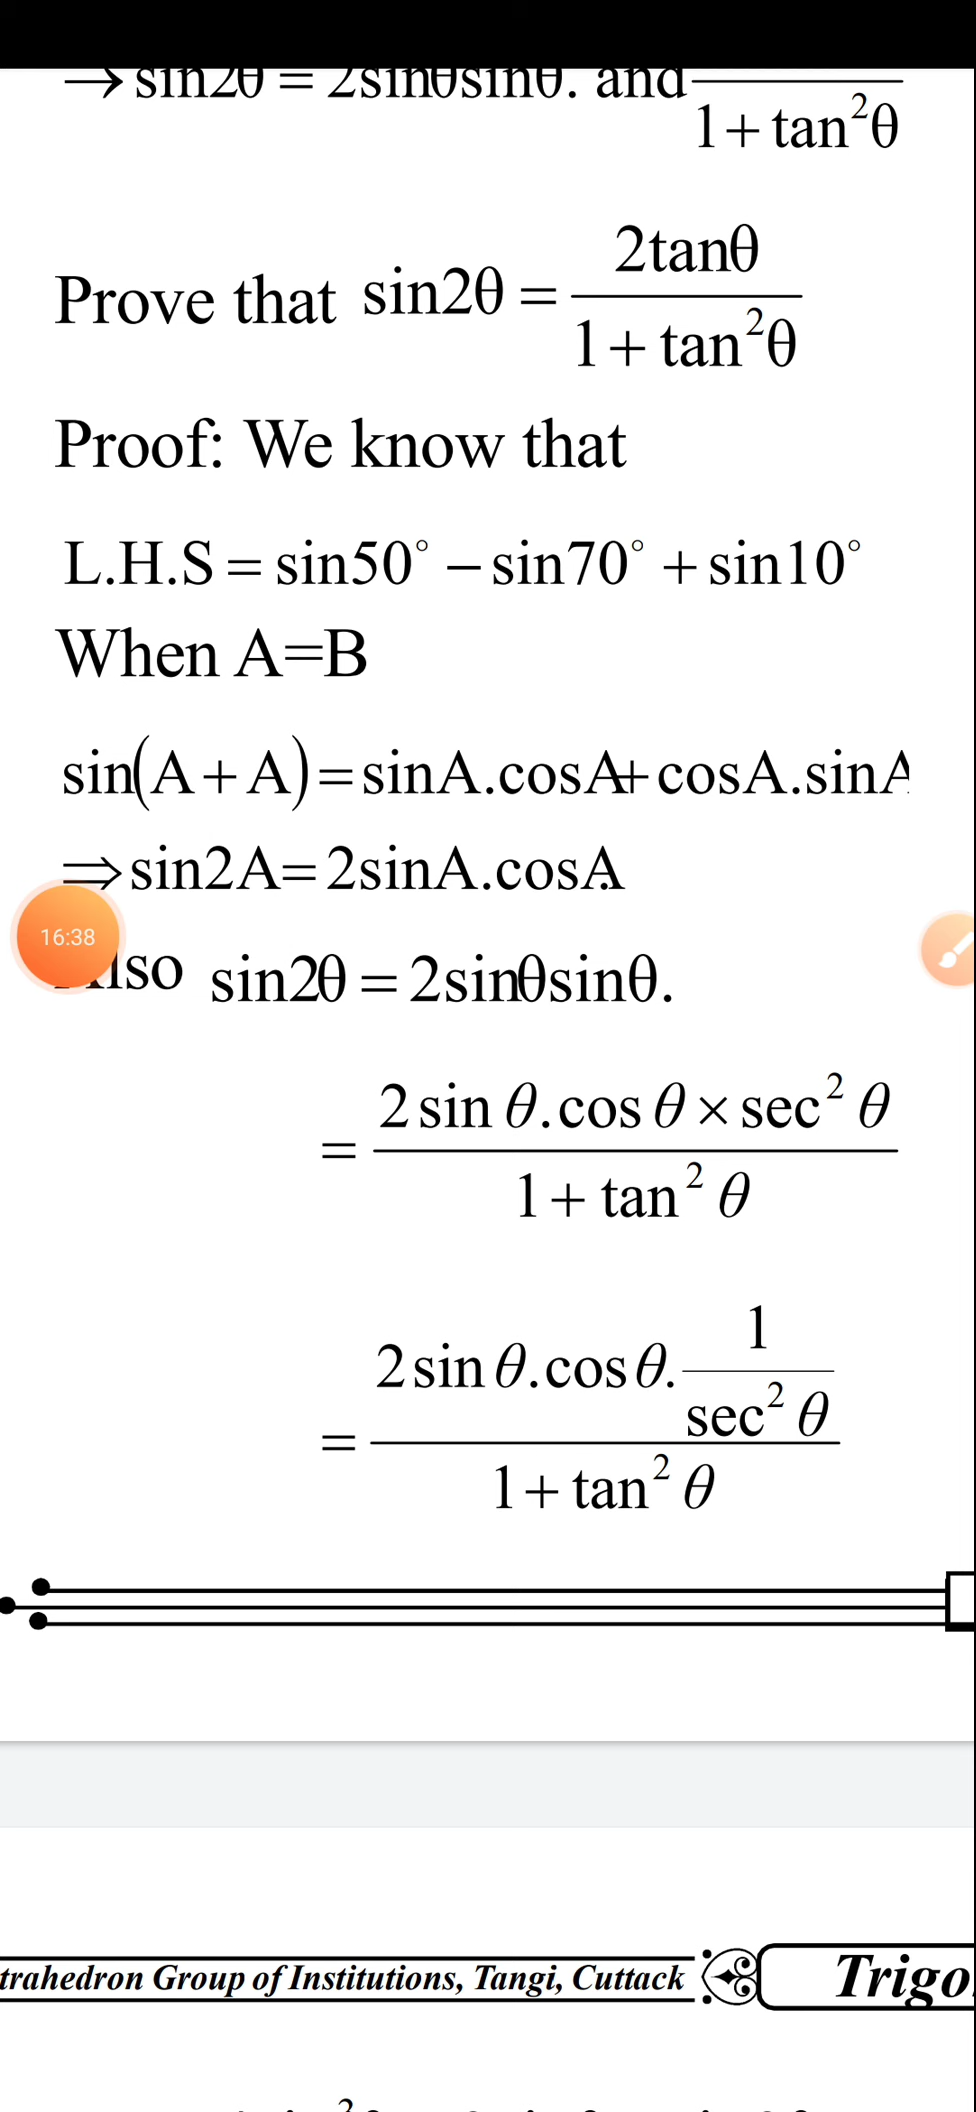 → sin2θ = 2sinθsinθ. and 1 + tan²θ
Prove that sin2θ = 2tanθ / 1 + tan²θ
Proof: We know that
L.H.S = sin50° – sin70° + sin10°
When A=B
sin(A + A) = sinA.cosA + cosA.sinA
⇒ sin2A = 2sinA.cosA.
lso sin2θ = 2sinθsinθ.
= 2 sin θ.cos θ × sec² θ / 1 + tan² θ
= 2 sin θ.cos θ. 1 / sec² θ / 1 + tan² θ
16:38
trahedron Group of Institutions, Tangi, Cuttack
Trigo